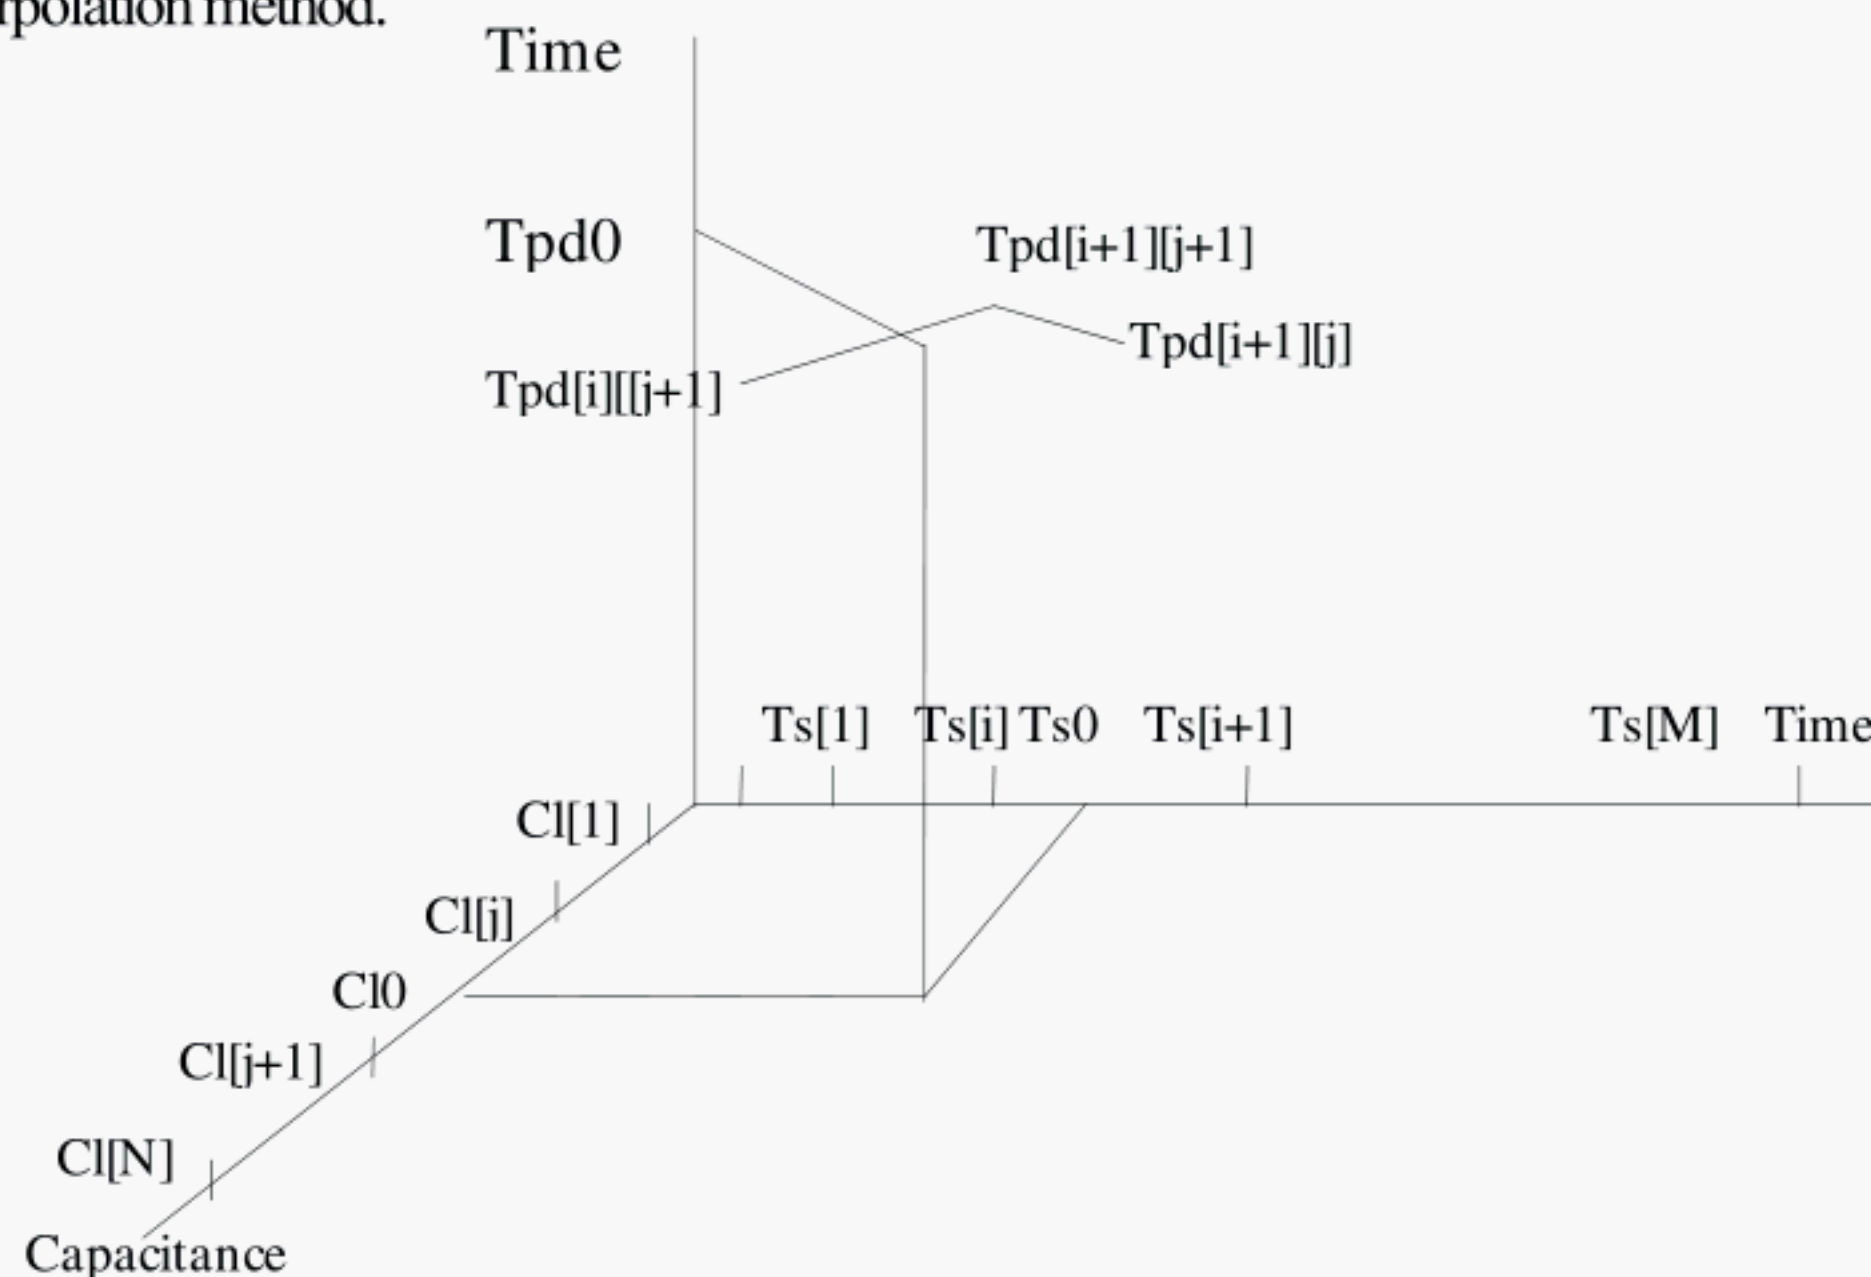 rpolation method.
Time
Tpd0
Tpd[i+1][j+1]
Tpd[i+1][j]
Tpd[i][[j+1]
Ts[1] Ts[i] Ts0 Ts[i+1] Ts[M] Time
Cl[1]
Cl[j]
Cl0
Cl[j+1]
Cl[N]
Capacitance